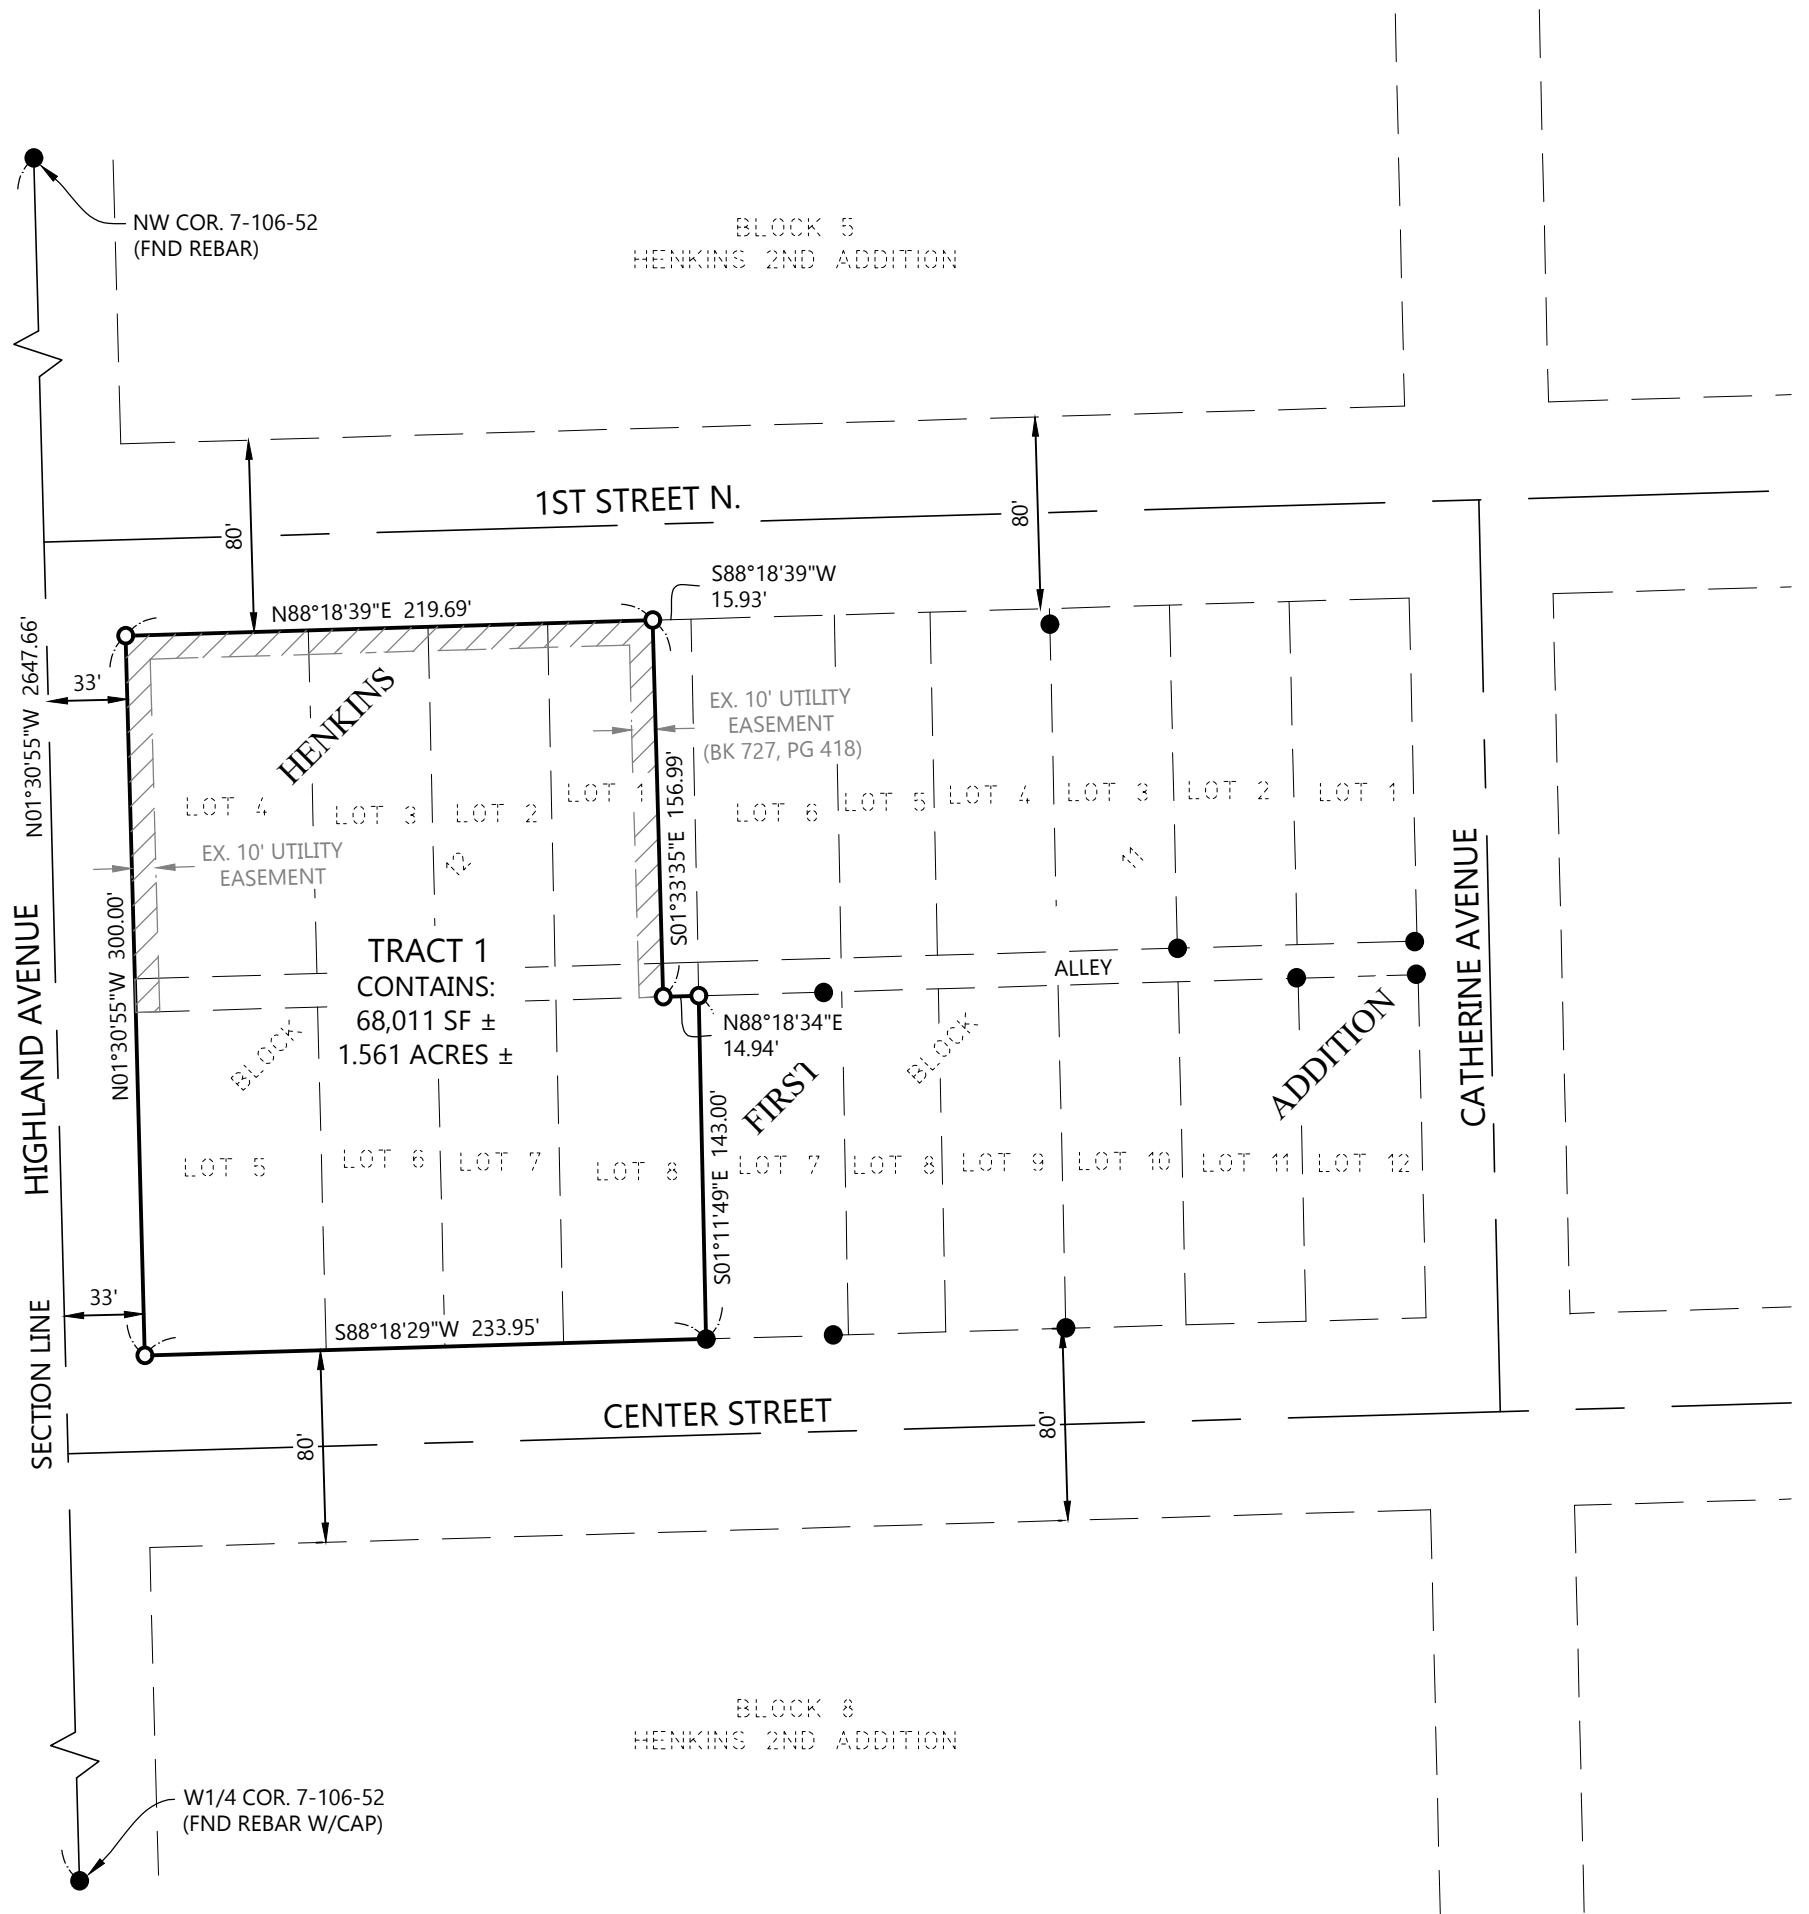 NW COR. 7-106-52
(FND REBAR)
BLOCK 5
HENKINS 2ND ADDITION
1ST STREET N.
80'
80'
S88°18'39"W
15.93'
N88°18'39"E 219.69'
N01°30'55"W 2647.66'
33'
HENKINS
EX. 10' UTILITY
EASEMENT
(BK 727, PG 418)
S01°33'35"E 156.99'
LOT 4
LOT 3
LOT 2
LOT 1
LOT 6
LOT 5
LOT 4
LOT 3
LOT 2
LOT 1
EX. 10' UTILITY
EASEMENT
12
11
N01°30'55"W 300.00'
HIGHLAND AVENUE
CATHERINE AVENUE
TRACT 1
CONTAINS:
68,011 SF ±
1.561 ACRES ±
ALLEY
BLOCK
N88°18'34"E
14.94'
BLOCK
FIRST
ADDITION
S01°11'49"E 143.00'
LOT 5
LOT 6
LOT 7
LOT 8
LOT 7
LOT 8
LOT 9
LOT 10
LOT 11
LOT 12
33'
S88°18'29"W 233.95'
SECTION LINE
CENTER STREET
80'
80'
BLOCK 8
HENKINS 2ND ADDITION
W1/4 COR. 7-106-52
(FND REBAR W/CAP)